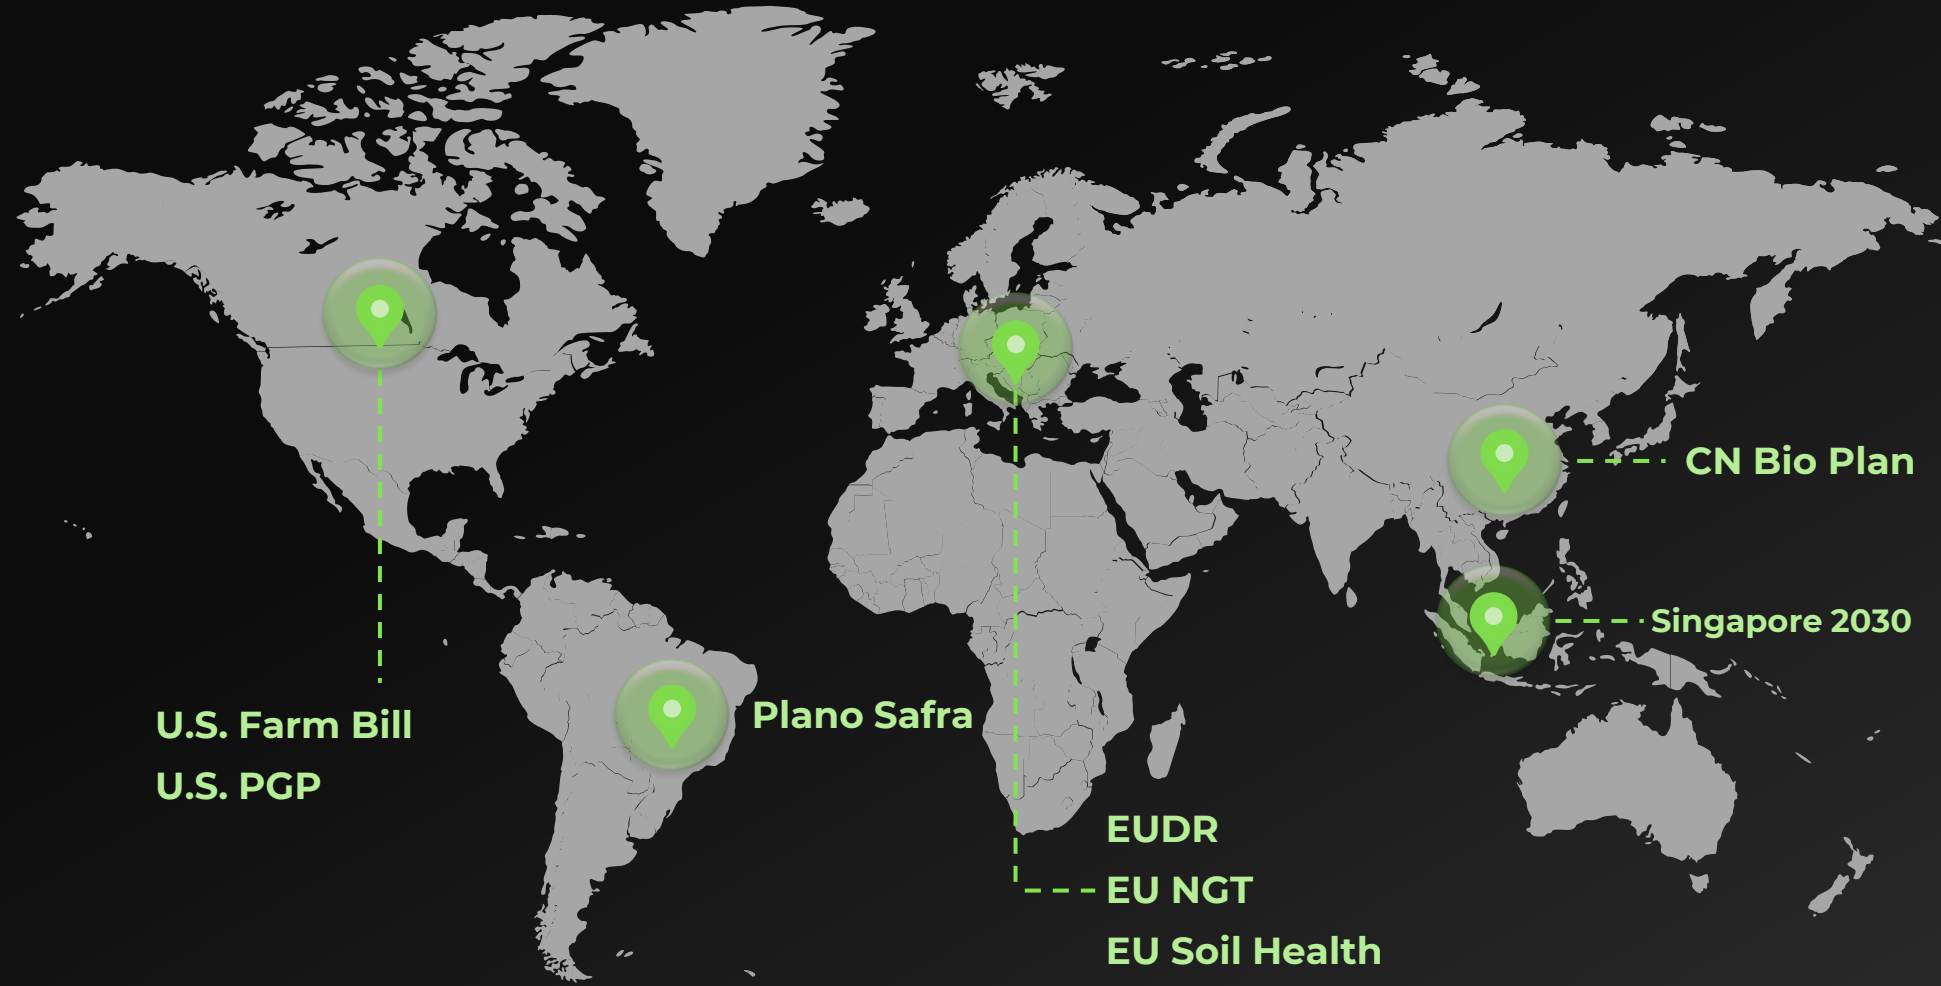 CN Bio Plan
Singapore 2030
Plano Safra
U.S. Farm Bill
U.S. PGP
EUDR
EU NGT
EU Soil Health